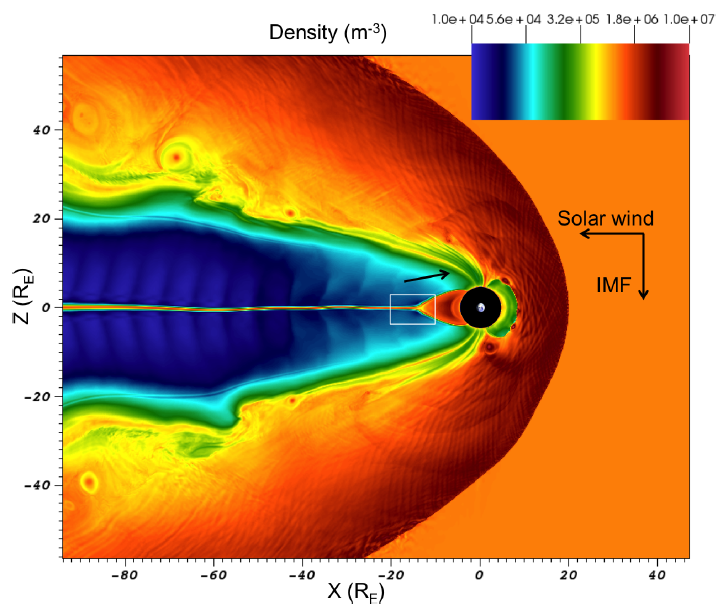 Density (m⁻³)
1.0e+04 5.6e+04 3.2e+05 1.8e+06 1.0e+07
40
20
0
-20
-40
Z (R_E)
Solar wind
IMF
-80 -60 -40 -20 0 20 40
X (R_E)